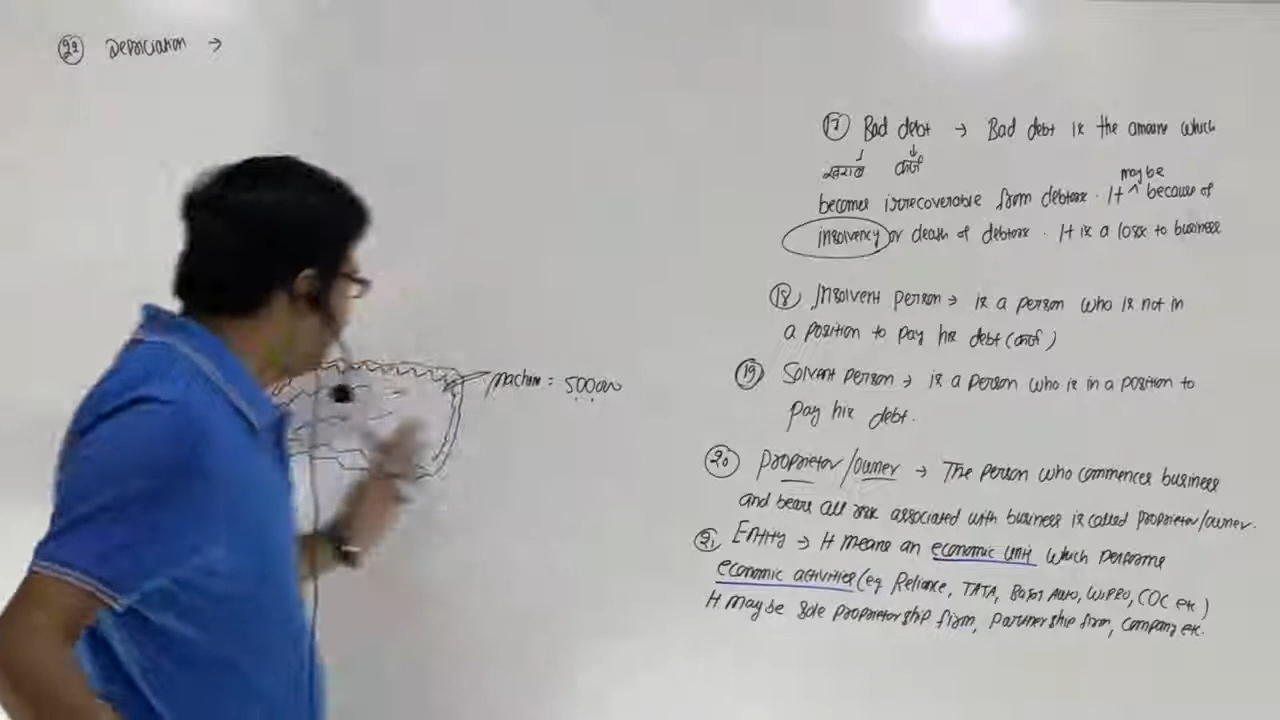 22 Depreciation →
machine = 500000
17 Bad debt → Bad debt is the amount which
खराब कर्ज
may be
becomes irrecoverable from debtors. It ^ because of
insolvency or death of debtors. It is a loss to business
18 Insolvent person → is a person who is not in
a position to pay his debt (कर्ज)
19 Solvent person → is a person who is in a position to
pay his debt.
20 Proprietor/owner → The person who commences business
and bears all risk associated with business is called proprietor/owner.
21 Entity → It means an economic unit which performs
economic activities (eg Reliance, TATA, Bajaj Auto, WIPRO, COC etc)
It may be sole proprietorship firm, partnership firm, company etc.